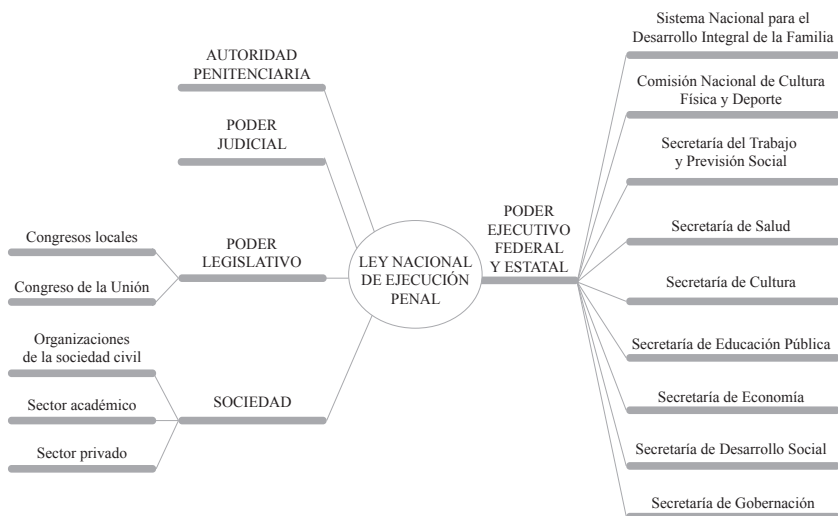 AUTORIDAD
PENITENCIARIA
PODER
JUDICIAL
Congresos locales
Congreso de la Unión
PODER
LEGISLATIVO
Organizaciones
de la sociedad civil
Sector académico
Sector privado
SOCIEDAD
LEY NACIONAL
DE EJECUCIÓN
PENAL
PODER
EJECUTIVO
FEDERAL
Y ESTATAL
Sistema Nacional para el
Desarrollo Integral de la Familia
Comisión Nacional de Cultura
Física y Deporte
Secretaría del Trabajo
y Previsión Social
Secretaría de Salud
Secretaría de Cultura
Secretaría de Educación Pública
Secretaría de Economía
Secretaría de Desarrollo Social
Secretaría de Gobernación